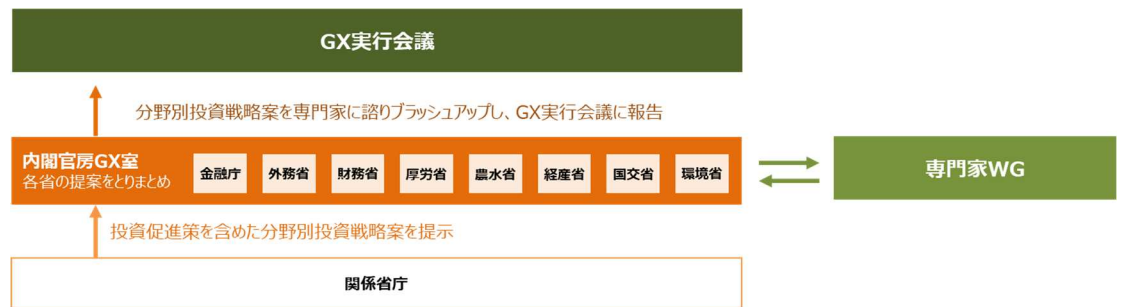 GX実行会議
分野別投資戦略案を専門家に諮りブラッシュアップし、GX実行会議に報告
内閣官房GX室
各省の提案をとりまとめ
金融庁
外務省
財務省
厚労省
農水省
経産省
国交省
環境省
専門家WG
投資促進策を含めた分野別投資戦略案を提示
関係省庁